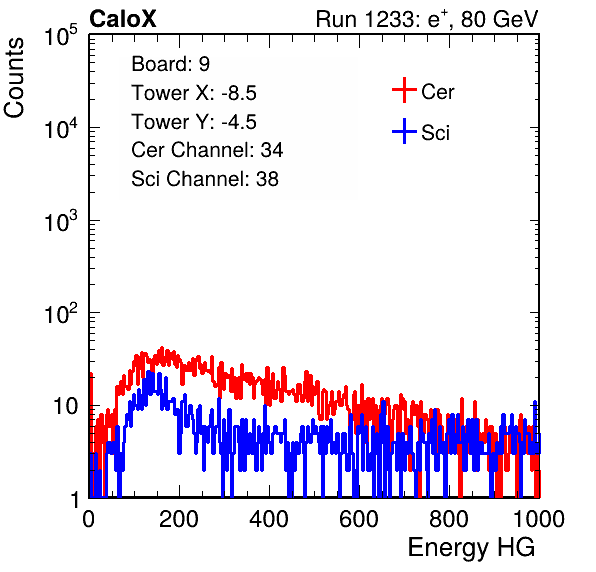 CaloX Run 1233: e⁺, 80 GeV
Counts
10⁵
10⁴
10³
10²
10
1
Board: 9
Tower X: -8.5
Tower Y: -4.5
Cer Channel: 34
Sci Channel: 38
Cer
Sci
0 200 400 600 800 1000
Energy HG